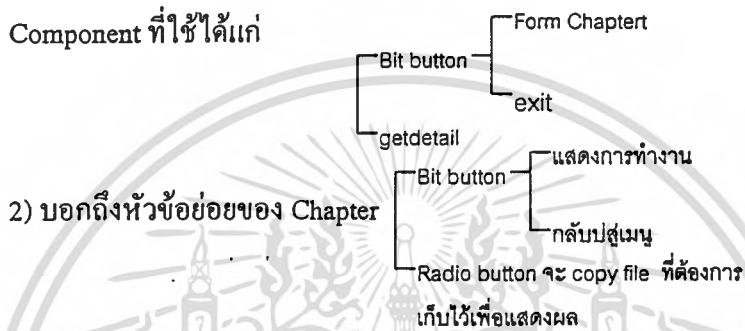 Component ที่ใช้ได้แก่
Form Chaptert
Bit button
exit
getdetail
แสดงการทำงาน
Bit button
2) บอกถึงหัวข้อย่อยของ Chapter
กลับปสู่เมนู
Radio button จะ copy file ที่ต้องการ
เก็บไว้เพื่อแสดงผล